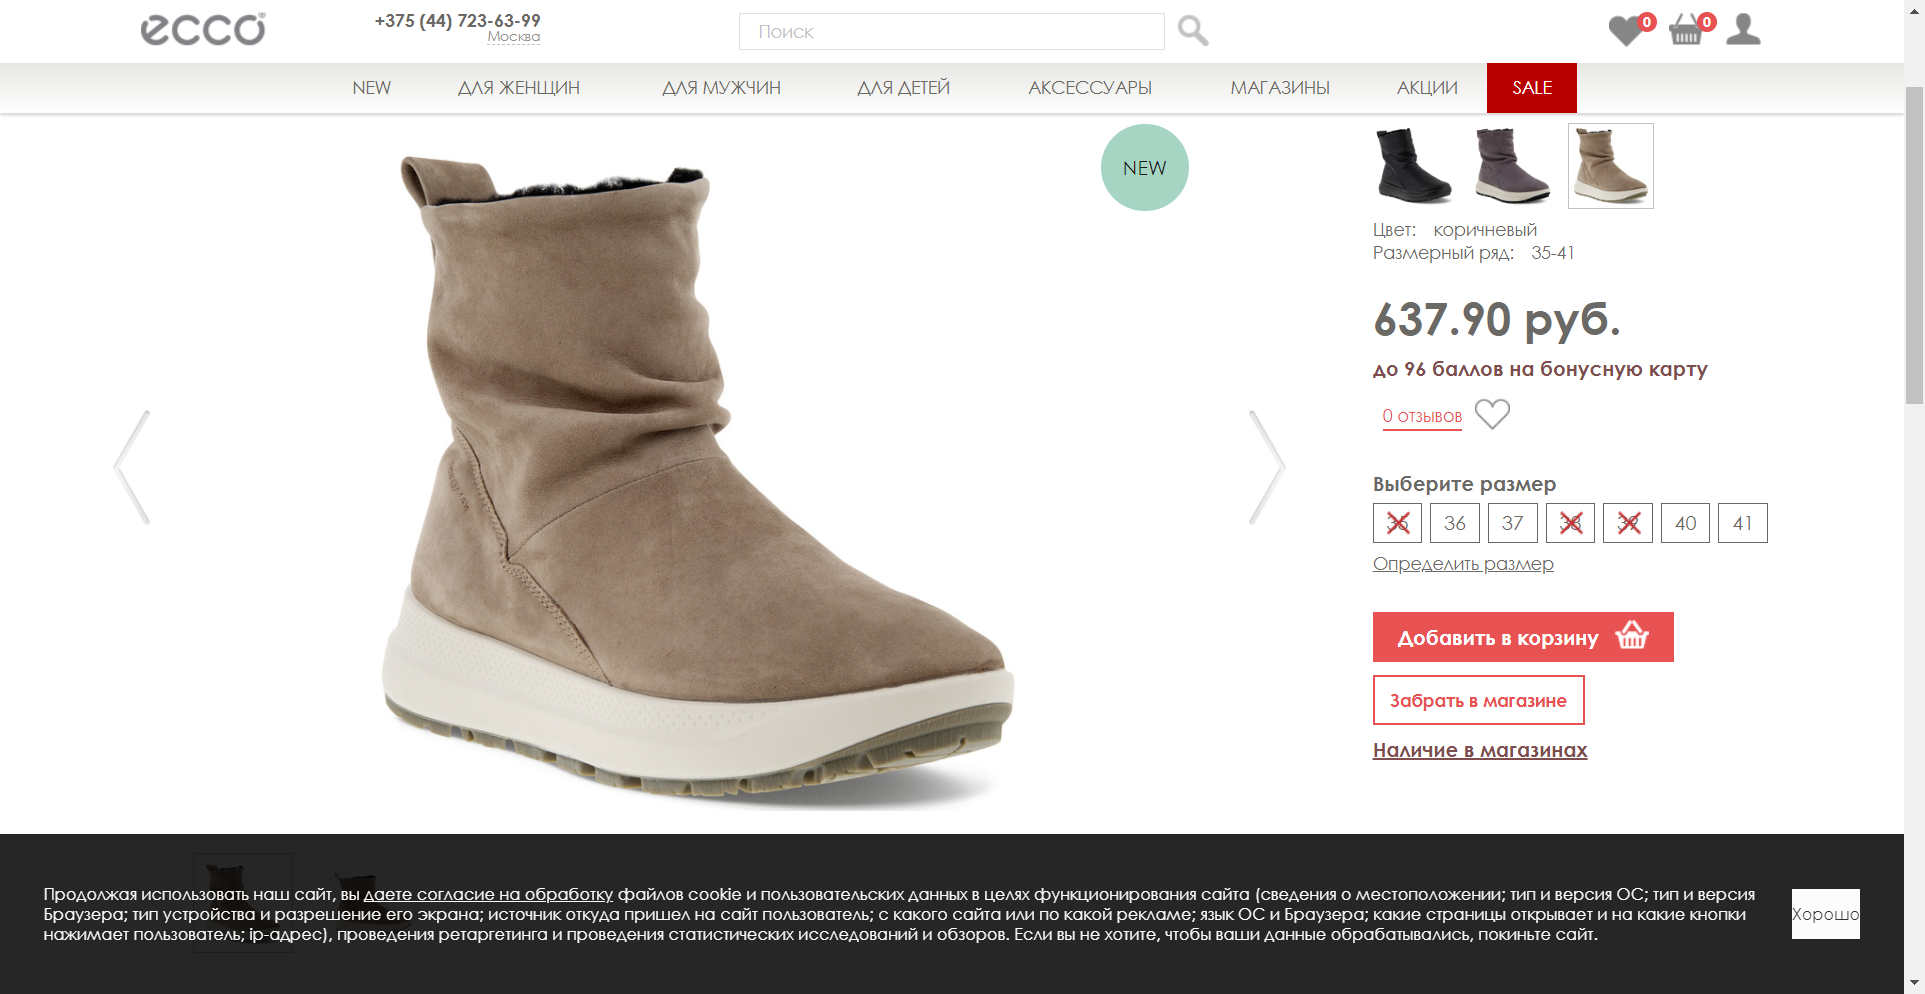 ecco
+375 (44) 723-63-99
Москва
Поиск
0
0
NEW
ДЛЯ ЖЕНЩИН
ДЛЯ МУЖЧИН
ДЛЯ ДЕТЕЙ
АКСЕССУАРЫ
МАГАЗИНЫ
АКЦИИ
SALE
NEW
Цвет: коричневый
Размерный ряд: 35-41
637.90 руб.
до 96 баллов на бонусную карту
0 отзывов
Выберите размер
35 36 37 38 39 40 41
Определить размер
Добавить в корзину
Забрать в магазине
Наличие в магазинах
Продолжая использовать наш сайт, вы даете согласие на обработку файлов cookie и пользовательских данных в целях функционирования сайта (сведения о местоположении; тип и версия ОС; тип и версия
Браузера; тип устройства и разрешение его экрана; источник откуда пришел на сайт пользователь; с какого сайта или по какой рекламе; язык ОС и Браузера; какие страницы открывает и на какие кнопки
нажимает пользователь; ip-адрес), проведения ретаргетинга и проведения статистических исследований и обзоров. Если вы не хотите, чтобы ваши данные обрабатывались, покиньте сайт.
Хорошо